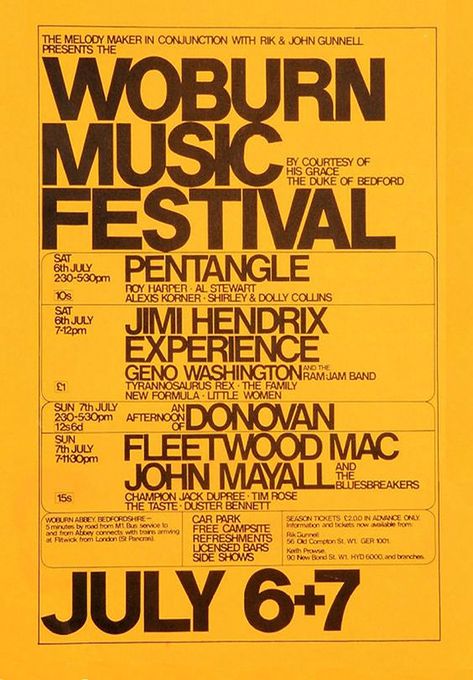 THE MELODY MAKER IN CONJUNCTION WITH RIK & JOHN GUNNELL
PRESENTS THE
WOBURN
MUSIC
FESTIVAL
BY COURTESY OF
HIS GRACE
THE DUKE OF BEDFORD
SAT
6th JULY
2·30-5·30pm
10s
PENTANGLE
ROY HARPER · AL STEWART
ALEXIS KORNER · SHIRLEY & DOLLY COLLINS
SAT
6th JULY
7-12pm
£1
JIMI HENDRIX
EXPERIENCE
GENO WASHINGTON AND THE RAM JAM BAND
TYRANNOSAURUS REX · THE FAMILY
NEW FORMULA · LITTLE WOMEN
SUN 7th JULY
2·30-5·30pm
12s6d
AN
AFTERNOON
OF
DONOVAN
SUN
7th JULY
7-11·30pm
15s
FLEETWOOD MAC
JOHN MAYALL AND THE BLUESBREAKERS
CHAMPION JACK DUPREE · TIM ROSE
THE TASTE · DUSTER BENNETT
WOBURN ABBEY, BEDFORDSHIRE—
5 minutes by road from M1. Bus service to
and from Abbey connects with trains arriving
at Flitwick from London (St Pancras).
CAR PARK
FREE CAMPSITE
REFRESHMENTS
LICENSED BARS
SIDE SHOWS
SEASON TICKETS £2.0.0 IN ADVANCE ONLY.
Information and tickets now available from:
Rik Gunnell
56 Old Compton St. W1. GER 1001.
Keith Prowse
90 New Bond St. W1. HYD 6000, and branches.
JULY 6+7